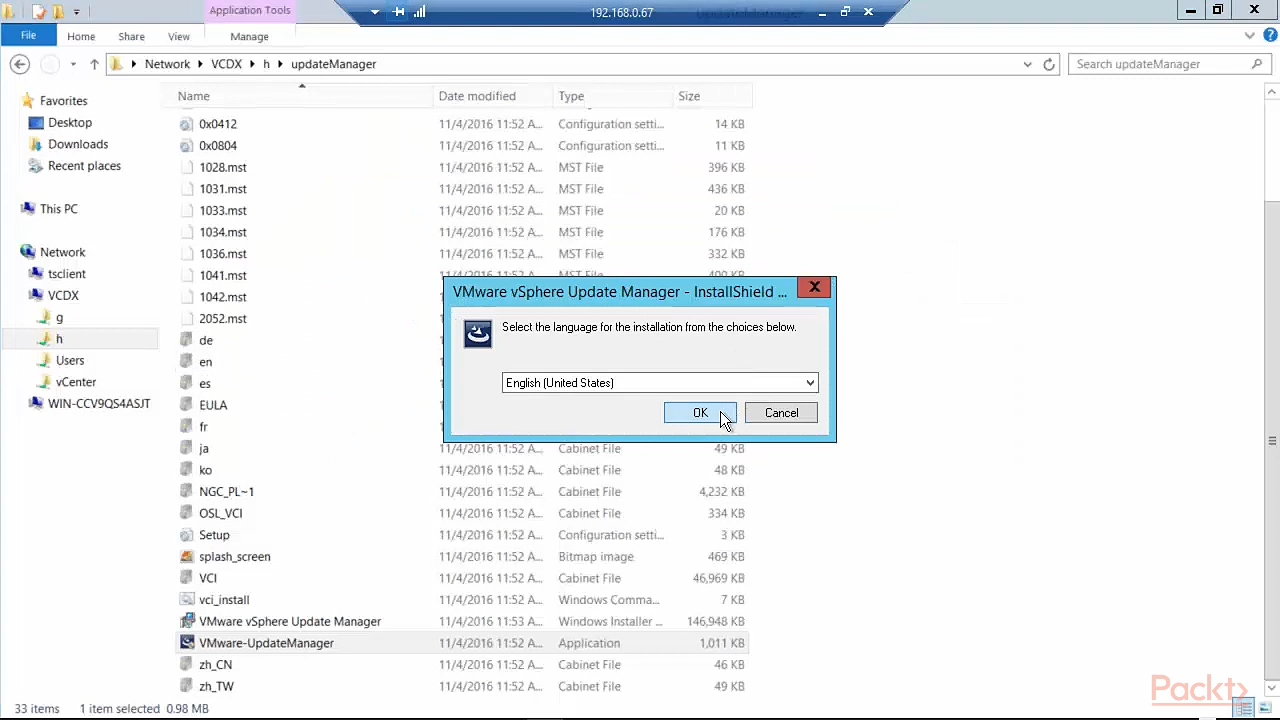 Application Tools
192.168.0.67
updateManager
File
Home
Share
View
Manage
Network
VCDX
h
updateManager
Search updateManager
Favorites
Desktop
Downloads
Recent places
This PC
Network
tsclient
VCDX
g
h
Users
vCenter
WIN-CCV9QS4ASJT
Name Date modified Type Size
0x0412 11/4/2016 11:52 A... Configuration setti... 14 KB
0x0804 11/4/2016 11:52 A... Configuration setti... 11 KB
1028.mst 11/4/2016 11:52 A... MST File 396 KB
1031.mst 11/4/2016 11:52 A... MST File 436 KB
1033.mst 11/4/2016 11:52 A... MST File 20 KB
1034.mst 11/4/2016 11:52 A... MST File 176 KB
1036.mst 11/4/2016 11:52 A... MST File 332 KB
1041.mst 11/4/2016 11:52 A... MST File
1042.mst
2052.mst
de
en
es
EULA
fr
ja 11/4/2016 11:52 A... Cabinet File 49 KB
ko 11/4/2016 11:52 A... Cabinet File 48 KB
NGC_PL~1 11/4/2016 11:52 A... Cabinet File 4,232 KB
OSL_VCI 11/4/2016 11:52 A... Cabinet File 334 KB
Setup 11/4/2016 11:52 A... Configuration setti... 3 KB
splash_screen 11/4/2016 11:52 A... Bitmap image 469 KB
VCI 11/4/2016 11:52 A... Cabinet File 46,969 KB
vci_install 11/4/2016 11:52 A... Windows Comma... 7 KB
VMware vSphere Update Manager 11/4/2016 11:53 A... Windows Installer ... 146,948 KB
VMware-UpdateManager 11/4/2016 11:52 A... Application 1,011 KB
zh_CN 11/4/2016 11:52 A... Cabinet File 46 KB
zh_TW 11/4/2016 11:52 A... Cabinet File 49 KB
VMware vSphere Update Manager - InstallShield ...
Select the language for the installation from the choices below.
English (United States)
OK
Cancel
33 items 1 item selected 0.98 MB
Packt